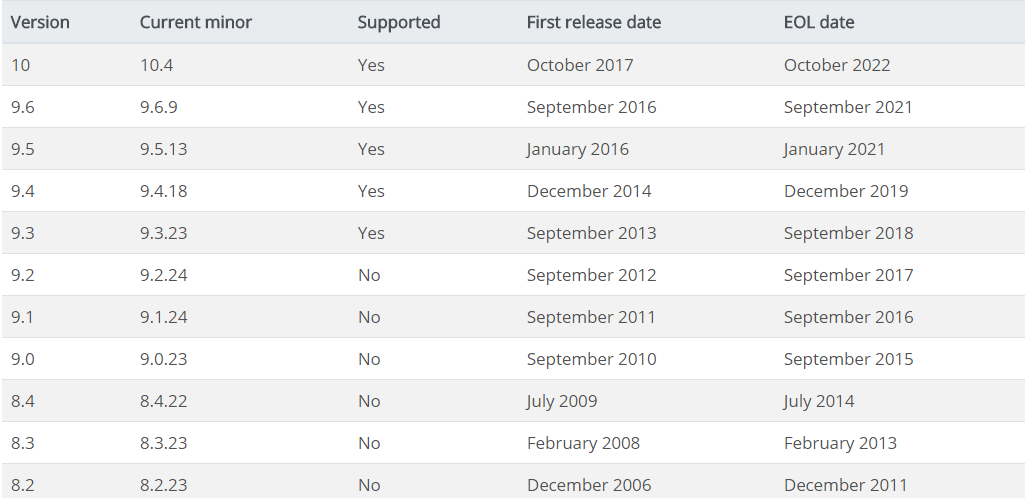 Version Current minor Supported First release date EOL date
10 10.4 Yes October 2017 October 2022
9.6 9.6.9 Yes September 2016 September 2021
9.5 9.5.13 Yes January 2016 January 2021
9.4 9.4.18 Yes December 2014 December 2019
9.3 9.3.23 Yes September 2013 September 2018
9.2 9.2.24 No September 2012 September 2017
9.1 9.1.24 No September 2011 September 2016
9.0 9.0.23 No September 2010 September 2015
8.4 8.4.22 No July 2009 July 2014
8.3 8.3.23 No February 2008 February 2013
8.2 8.2.23 No December 2006 December 2011